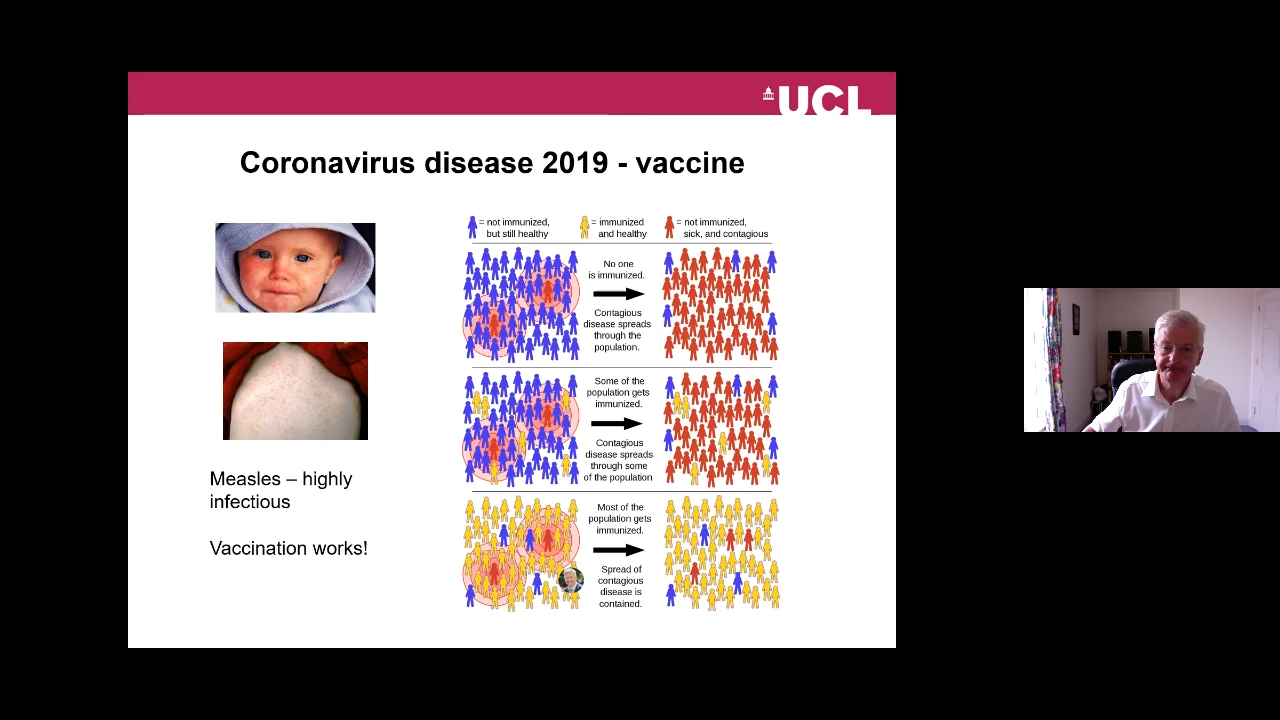 UCL
Coronavirus disease 2019 - vaccine
= not immunized,
but still healthy
= immunized
and healthy
= not immunized,
sick, and contagious
No one
is immunized.
Contagious
disease spreads
through the
population.
Some of the
population gets
immunized.
Contagious
disease spreads
through some
of the population
Most of the
population gets
immunized.
Spread of
contagious
disease is
contained.
Measles – highly
infectious
Vaccination works!